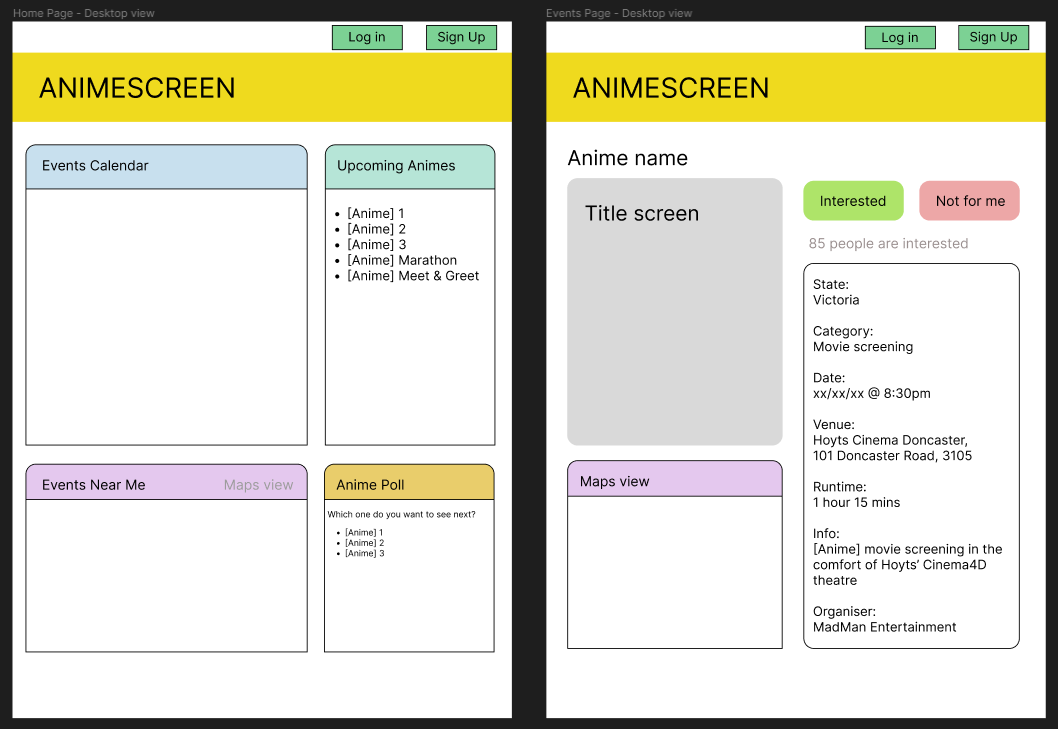 Home Page - Desktop view
Log in
Sign Up
ANIMESCREEN
Events Calendar
Upcoming Animes
• [Anime] 1
• [Anime] 2
• [Anime] 3
• [Anime] Marathon
• [Anime] Meet & Greet
Events Near Me
Maps view
Anime Poll
Which one do you want to see next?
• [Anime] 1
• [Anime] 2
• [Anime] 3
Events Page - Desktop view
Log in
Sign Up
ANIMESCREEN
Anime name
Title screen
Interested
Not for me
85 people are interested
State:
Victoria
Category:
Movie screening
Date:
xx/xx/xx @ 8:30pm
Venue:
Hoyts Cinema Doncaster,
101 Doncaster Road, 3105
Runtime:
1 hour 15 mins
Info:
[Anime] movie screening in the
comfort of Hoyts’ Cinema4D
theatre
Organiser:
MadMan Entertainment
Maps view